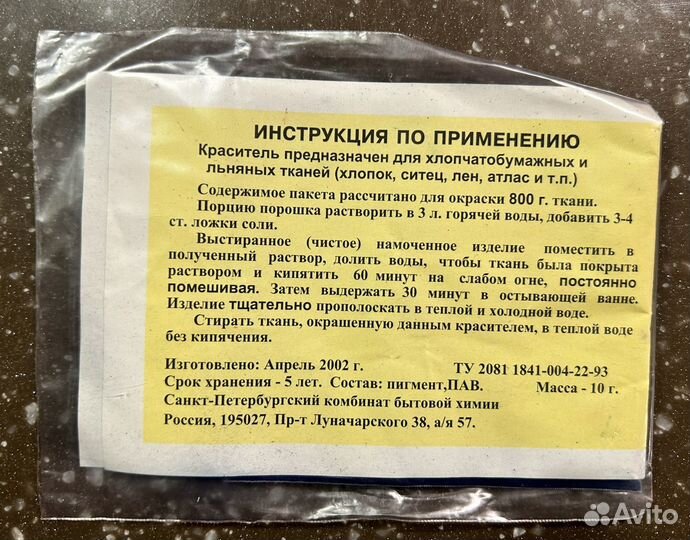 ИНСТРУКЦИЯ ПО ПРИМЕНЕНИЮ
Краситель предназначен для хлопчатобумажных и
льняных тканей (хлопок, ситец, лен, атлас и т.п.)
Содержимое пакета рассчитано для окраски 800 г. ткани.
Порцию порошка растворить в 3 л. горячей воды, добавить 3-4
ст. ложки соли.
Выстиранное (чистое) намоченное изделие поместить в
полученный раствор, долить воды, чтобы ткань была покрыта
раствором и кипятить 60 минут на слабом огне, постоянно
помешивая. Затем выдержать 30 минут в остывающей ванне.
Изделие тщательно прополоскать в теплой и холодной воде.
Стирать ткань, окрашенную данным красителем, в теплой воде
без кипячения.
Изготовлено: Апрель 2002 г. ТУ 2081 1841-004-22-93
Срок хранения - 5 лет. Состав: пигмент,ПАВ. Масса - 10 г.
Санкт-Петербургский комбинат бытовой химии
Россия, 195027, Пр-т Луначарского 38, а/я 57.
Avito